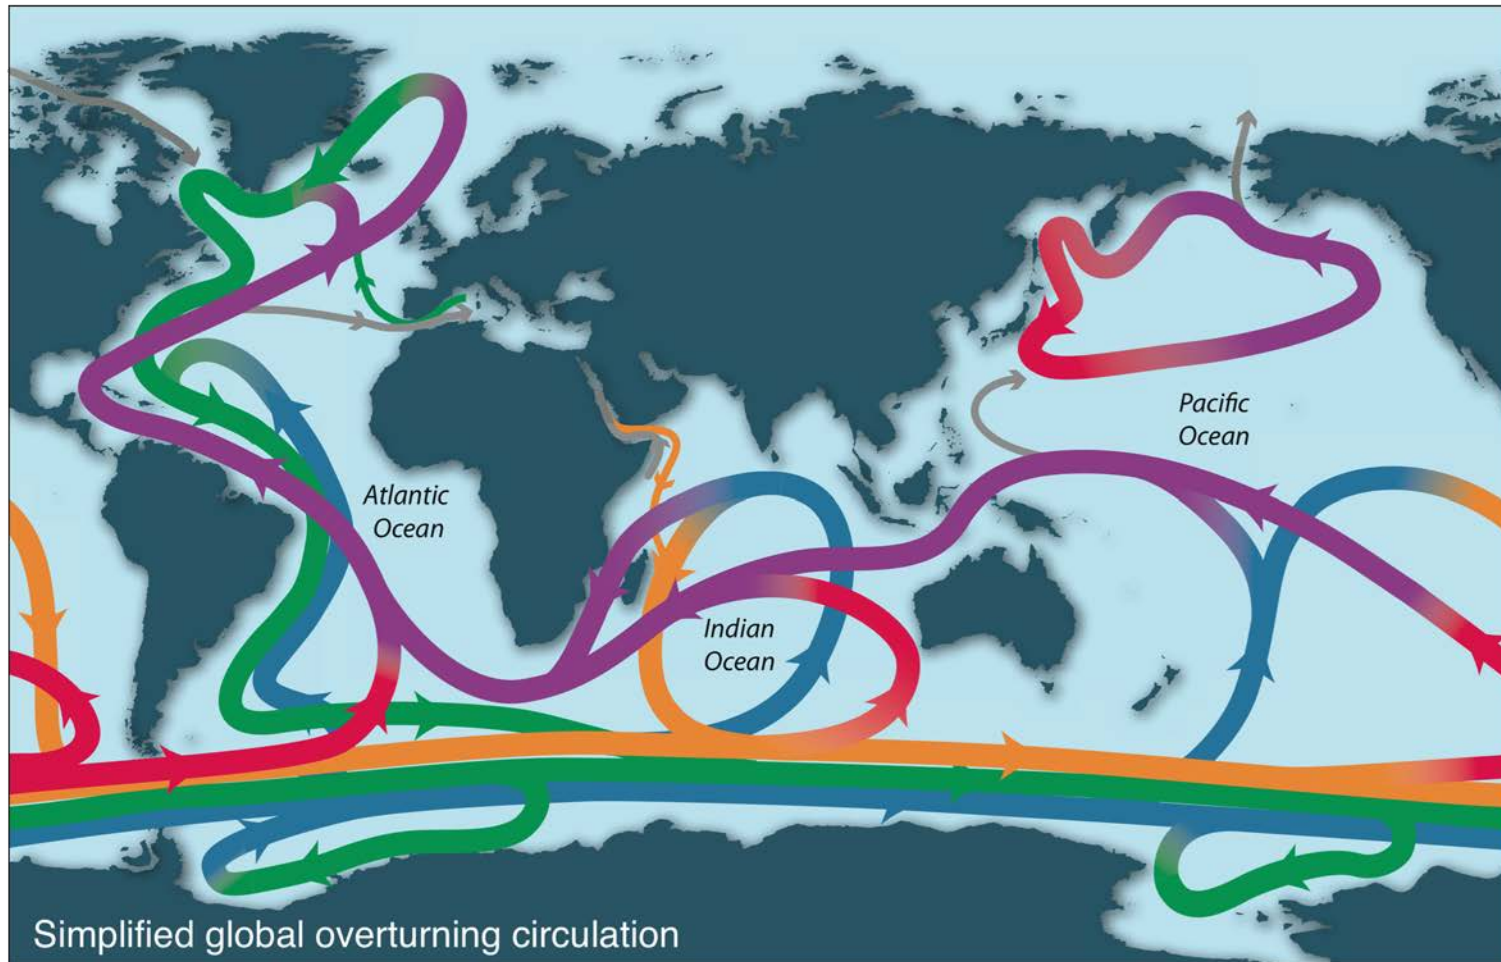 Pacific
Ocean
Atlantic
Ocean
Indian
Ocean
Simplified global overturning circulation